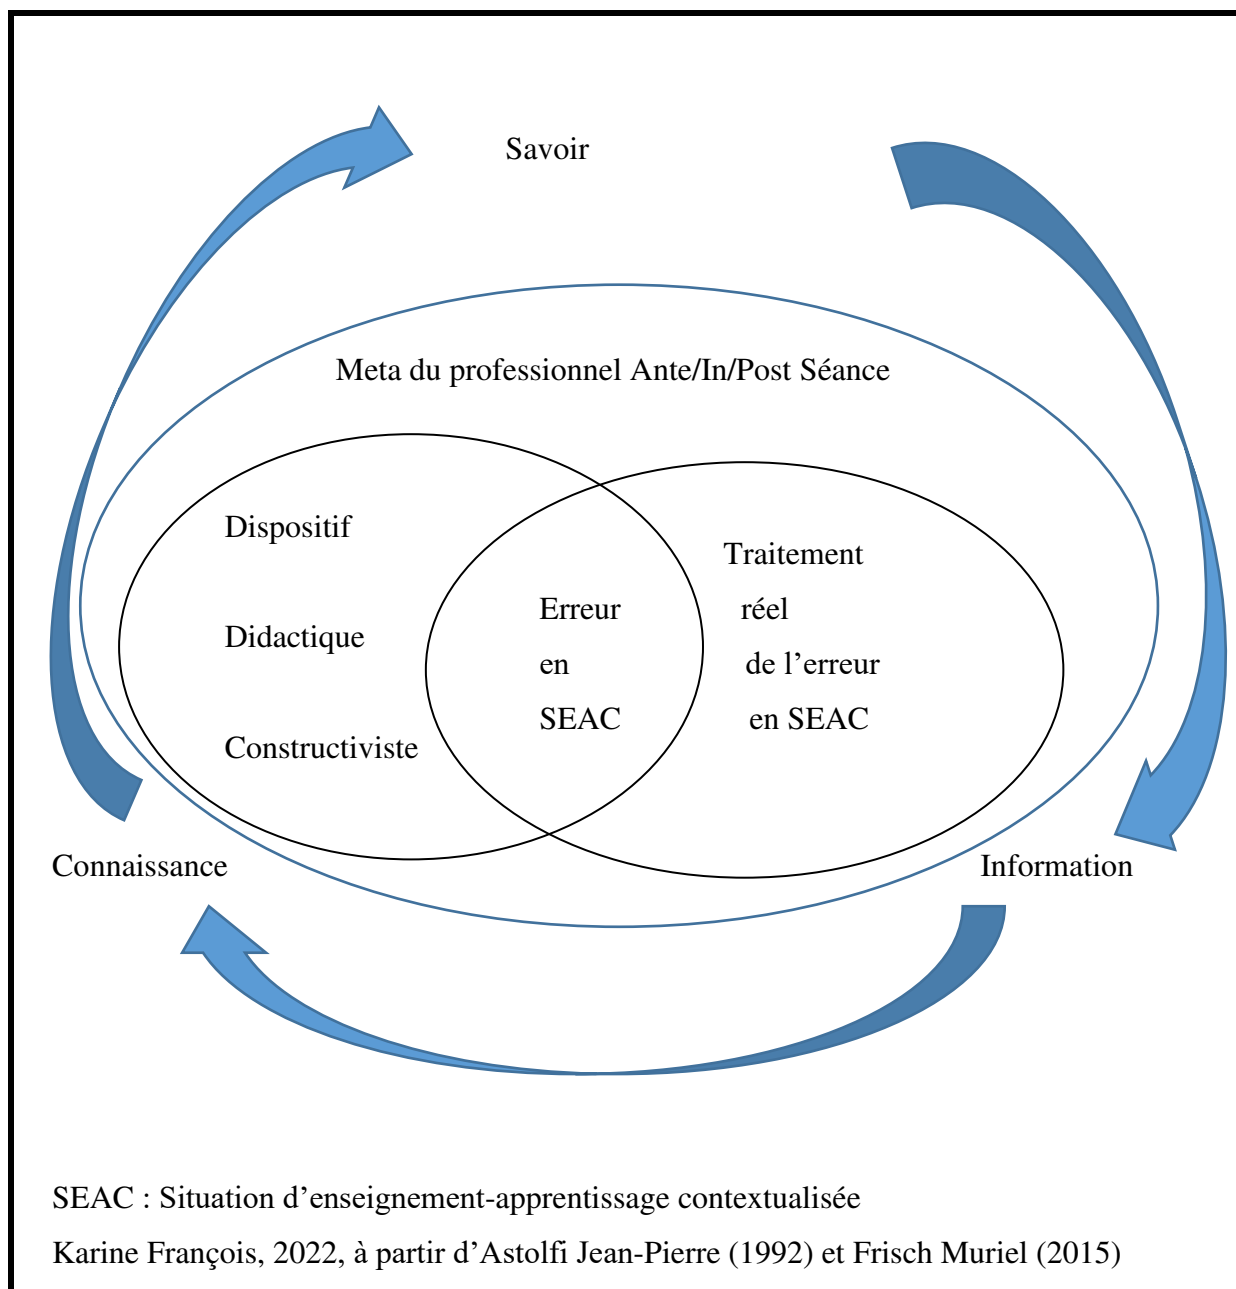 Savoir
Meta du professionnel Ante/In/Post Séance
Dispositif
Didactique
Constructiviste
Erreur
en
SEAC
Traitement
réel
de l’erreur
en SEAC
Connaissance
Information
SEAC : Situation d’enseignement-apprentissage contextualisée
Karine François, 2022, à partir d’Astolfi Jean-Pierre (1992) et Frisch Muriel (2015)